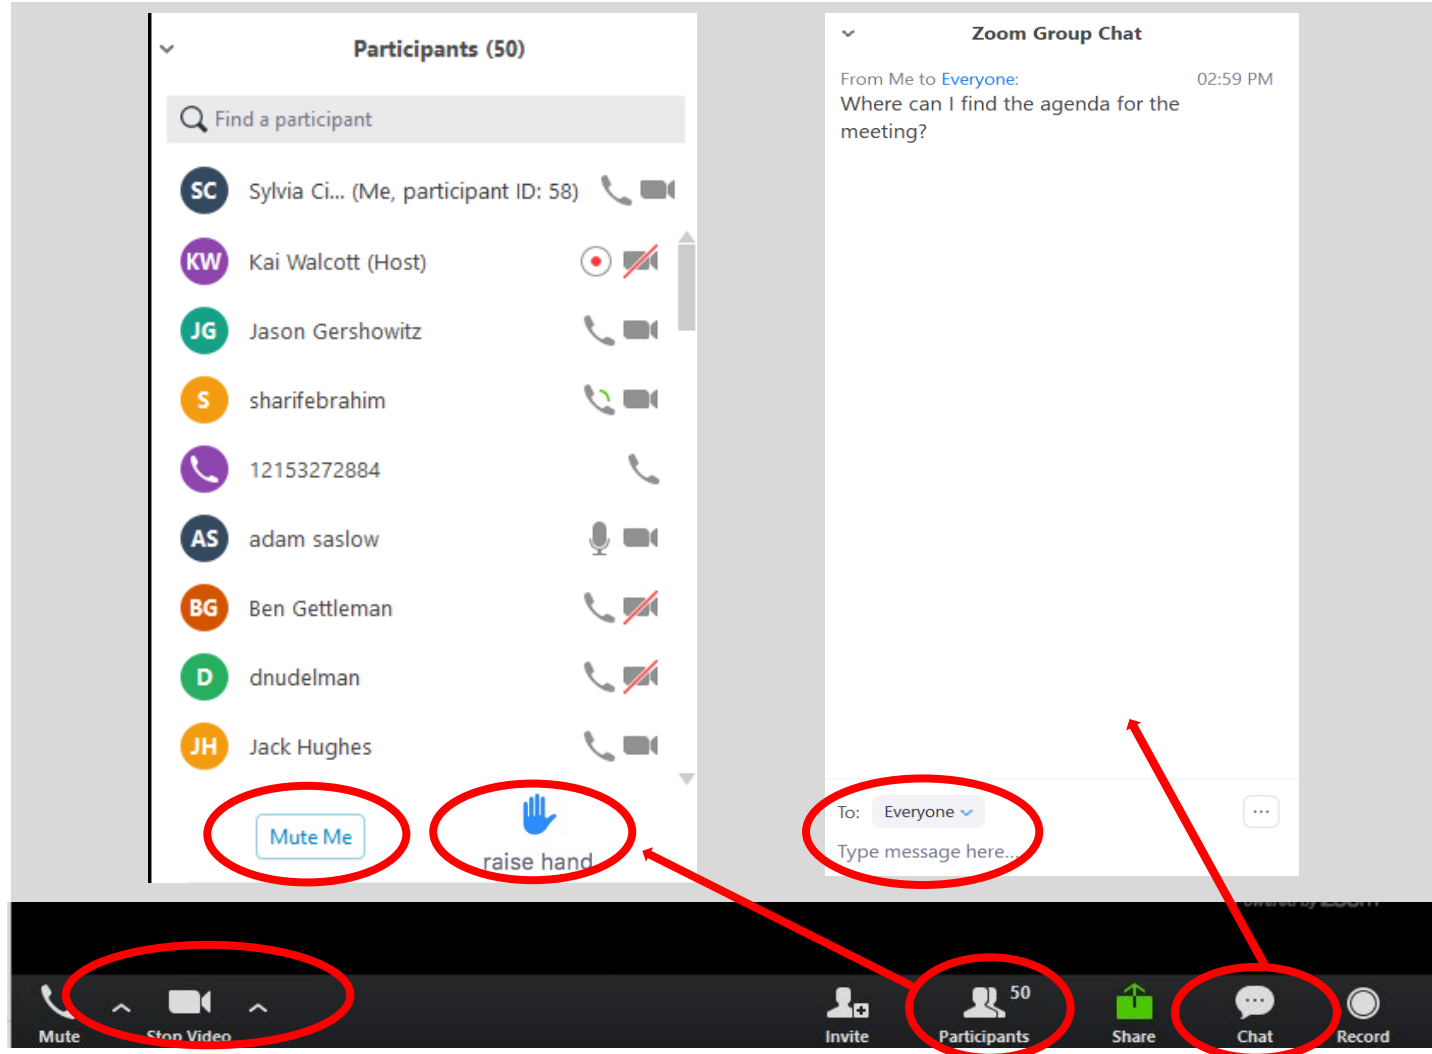 Participants (50)
Find a participant
SC Sylvia Ci... (Me, participant ID: 58)
KW Kai Walcott (Host)
JG Jason Gershowitz
S sharifebrahim
12153272884
AS adam saslow
BG Ben Gettleman
D dnudelman
JH Jack Hughes
Mute Me
raise hand
Zoom Group Chat
From Me to Everyone: 02:59 PM
Where can I find the agenda for the
meeting?
To: Everyone
Type message here...
powered by zoom
Mute
Stop Video
Invite
50
Participants
Share
Chat
Record